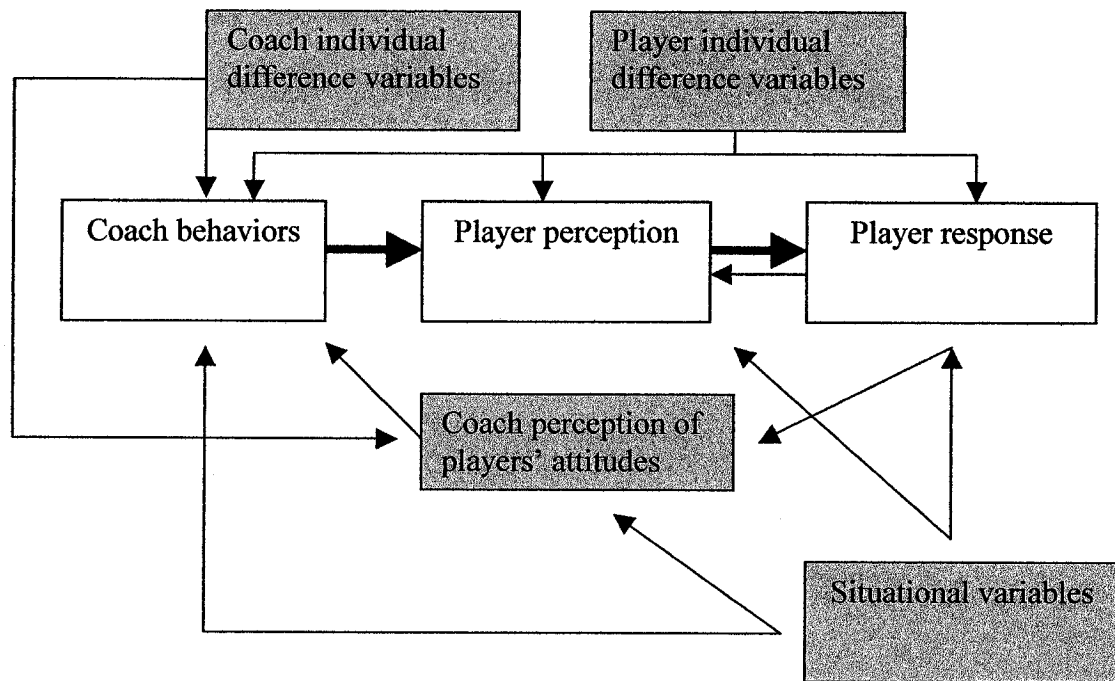 Coach individual
difference variables
Player individual
difference variables
Coach behaviors
Player perception
Player response
Coach perception of
players' attitudes
Situational variables